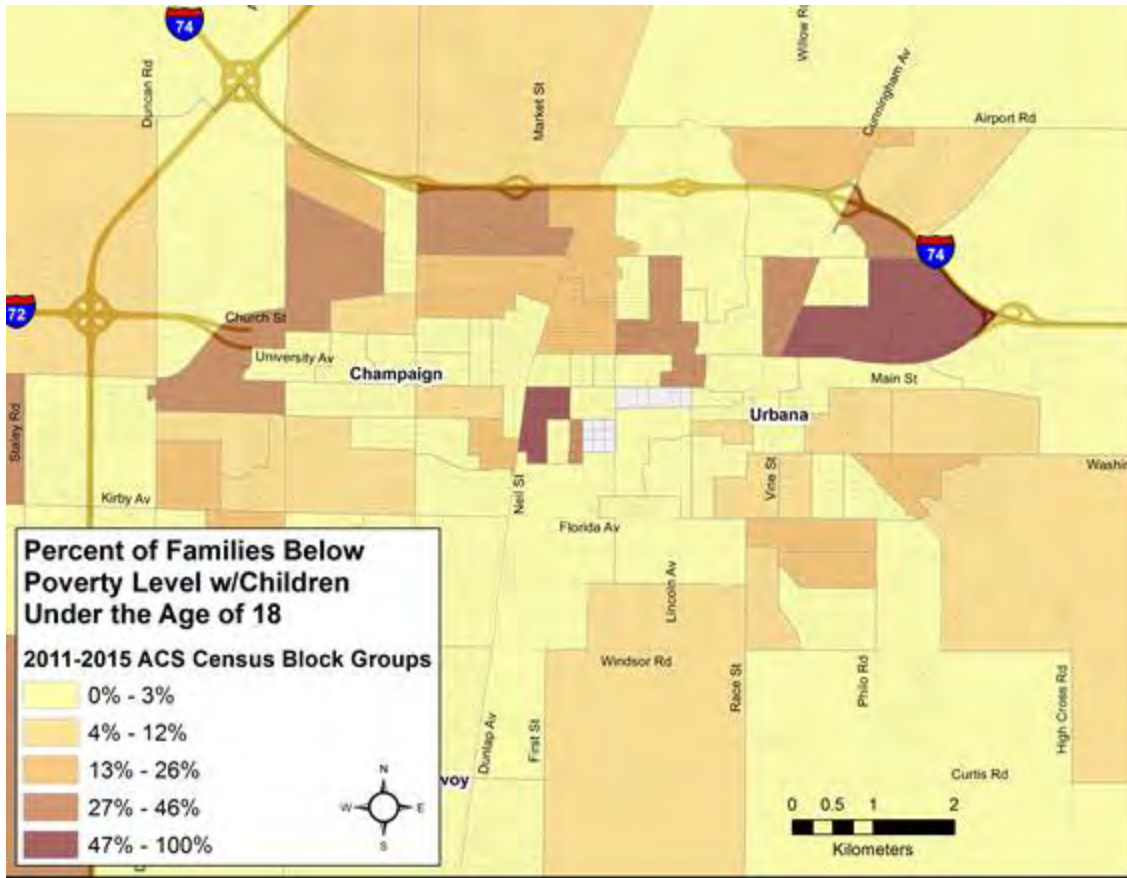 74
Willow Rd
Duncan Rd
Market St
Cunningham Av
Airport Rd
74
72
Church St
University Av
Champaign
Main St
Urbana
Staley Rd
Neil St
Vine St
Washin
Kirby Av
Florida Av
Percent of Families Below
Poverty Level w/Children
Under the Age of 18
2011-2015 ACS Census Block Groups
0% - 3%
4% - 12%
13% - 26%
27% - 46%
47% - 100%
N
W
E
S
voy
Lincoln Av
Windsor Rd
Race St
Philo Rd
High Cross Rd
Dunlap Av
First St
Curtis Rd
0 0.5 1 2
Kilometers